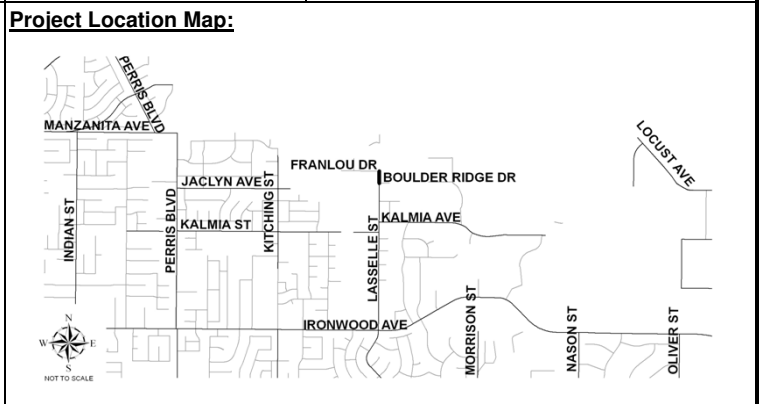 Project Location Map:
PERRIS BLVD
MANZANITA AVE
LOCUST AVE
FRANLOU DR
BOULDER RIDGE DR
JACLYN AVE
KITCHING ST
INDIAN ST
PERRIS BLVD
KALMIA ST
KALMIA AVE
LASSELLE ST
IRONWOOD AVE
MORRISON ST
NASON ST
OLIVER ST
N
W E
S
NOT TO SCALE